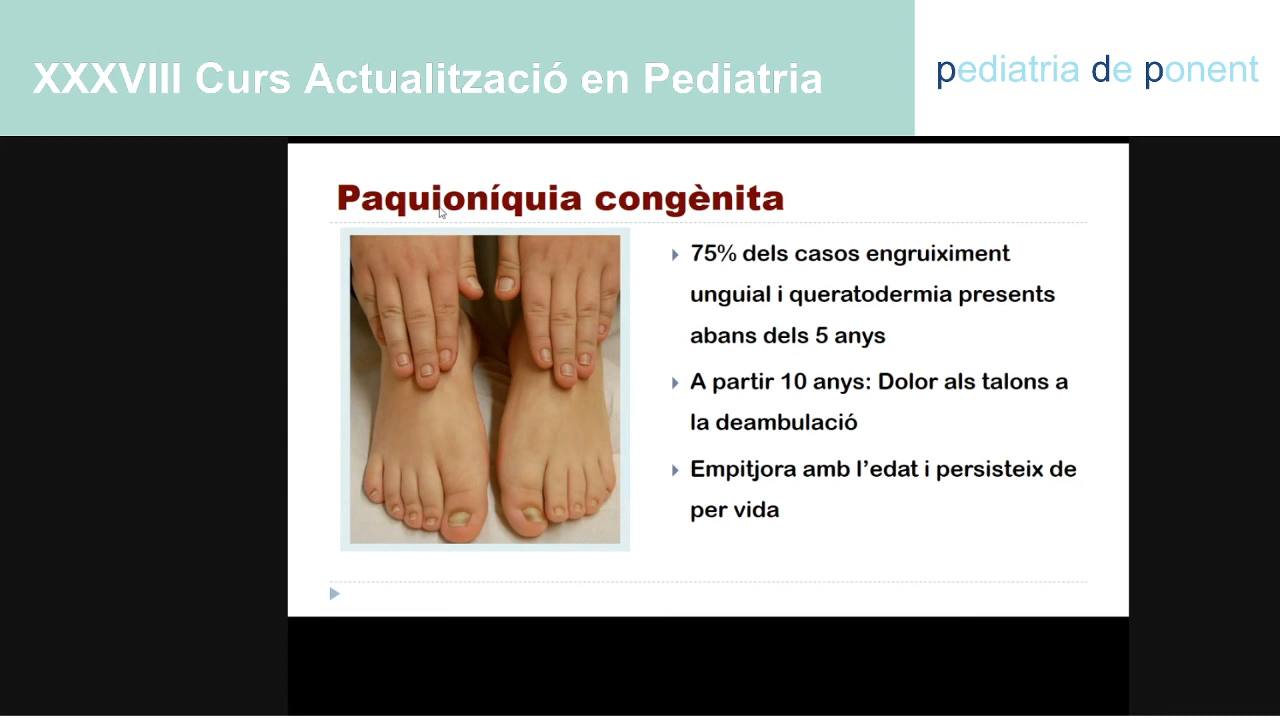 XXXVIII Curs Actualització en Pediatria
pediatria de ponent
Paquioníquia congènita
75% dels casos engruiximent
unguial i queratodermia presents
abans dels 5 anys
A partir 10 anys: Dolor als talons a
la deambulació
Empitjora amb l’edat i persisteix de
per vida